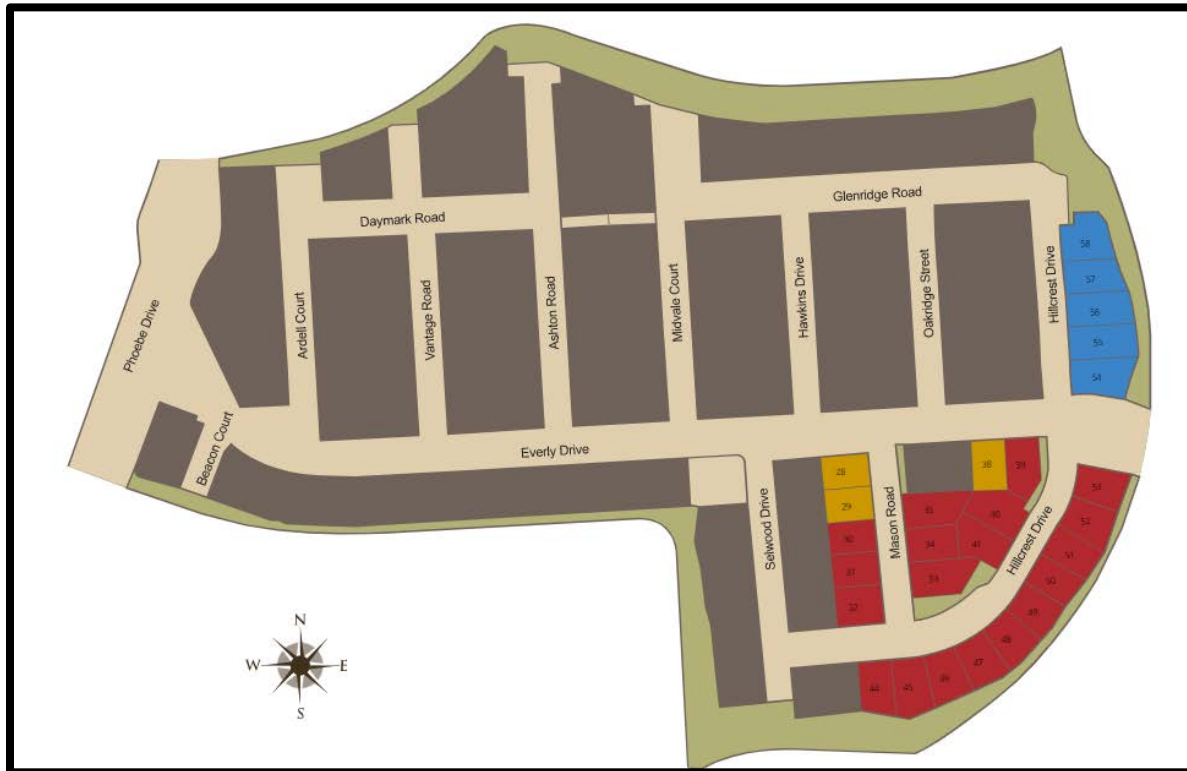 Glenridge Road
Daymark Road
58
57
56
55
54
Phoebe Drive
Ardell Court
Vantage Road
Ashton Road
Midvale Court
Hawkins Drive
Oakridge Street
Hillcrest Drive
Beacon Court
Everly Drive
28
38
39
29
53
40
30
52
34
41
51
31
33
50
32
49
Selwood Drive
Mason Road
Hillcrest Drive
48
47
46
45
44
N
W
E
S